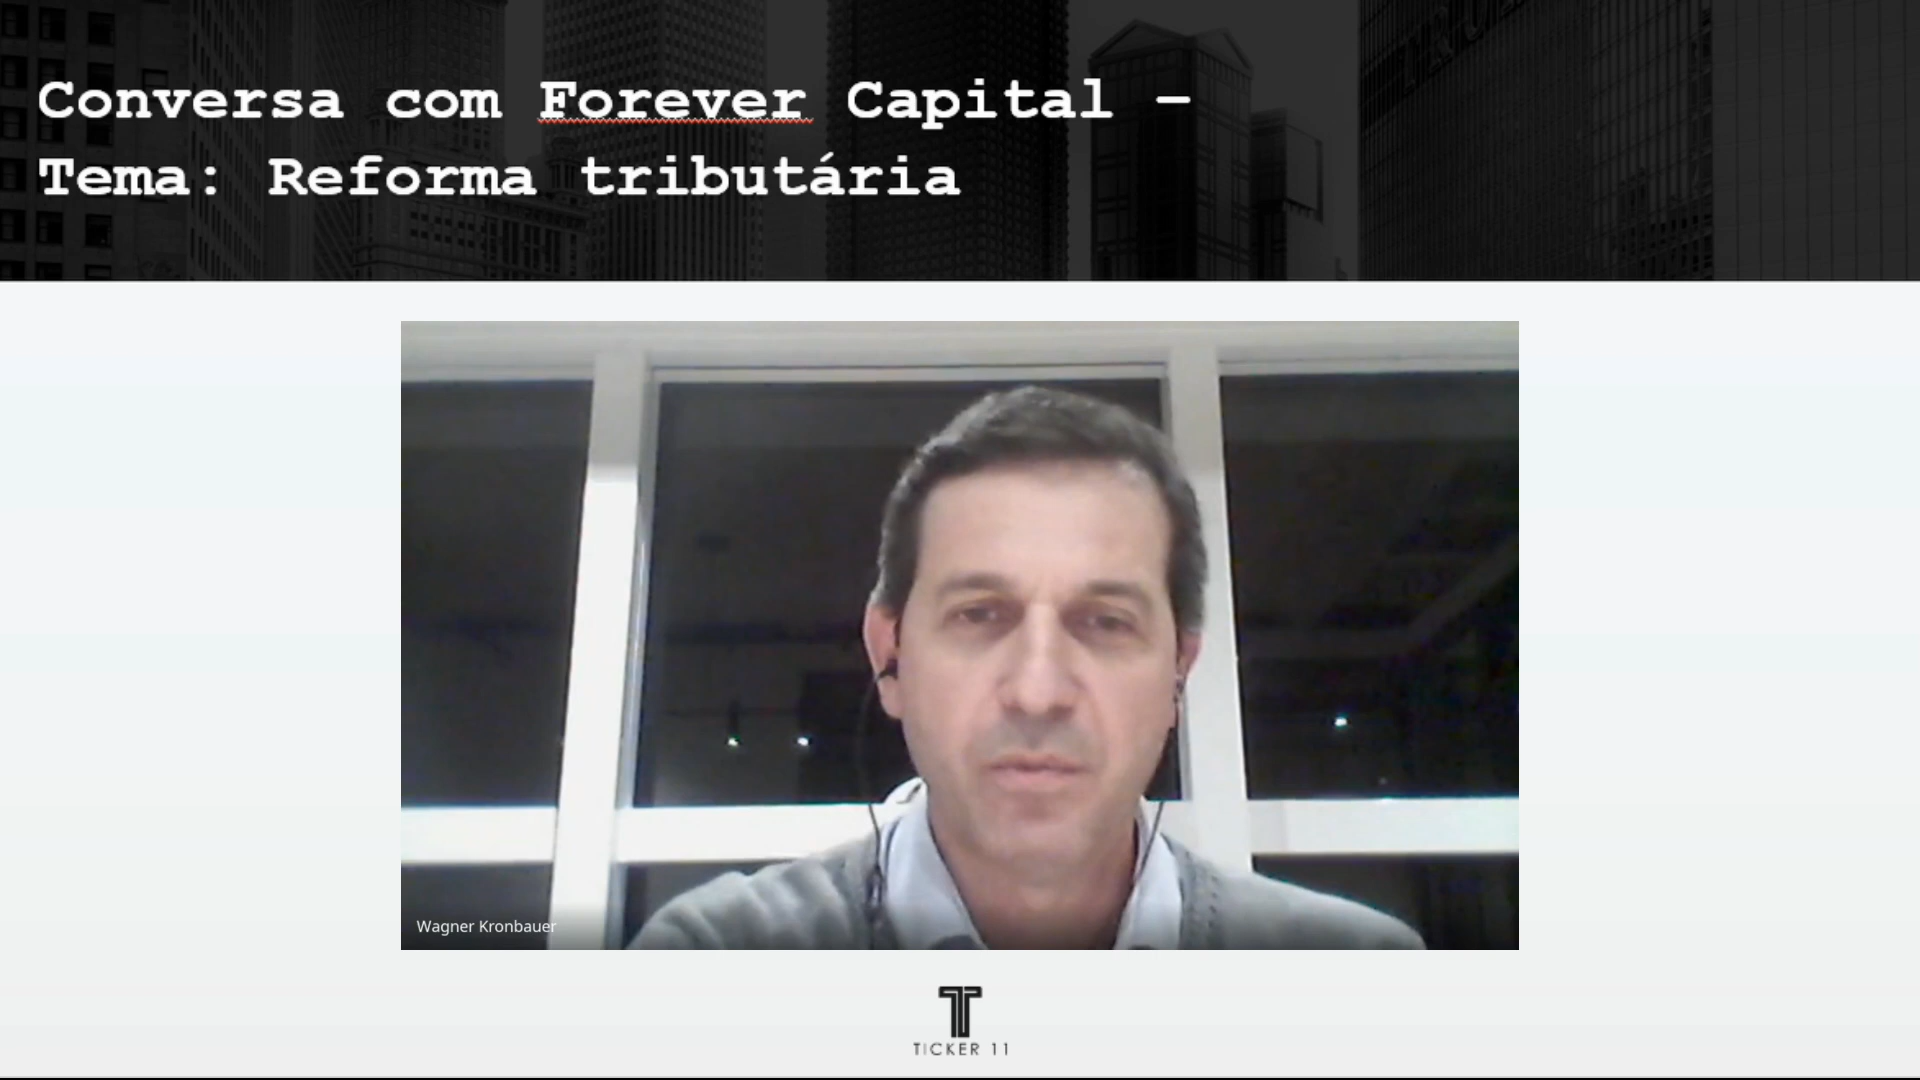 Conversa com Forever Capital –
Tema: Reforma tributária
Wagner Kronbauer
TICKER 11